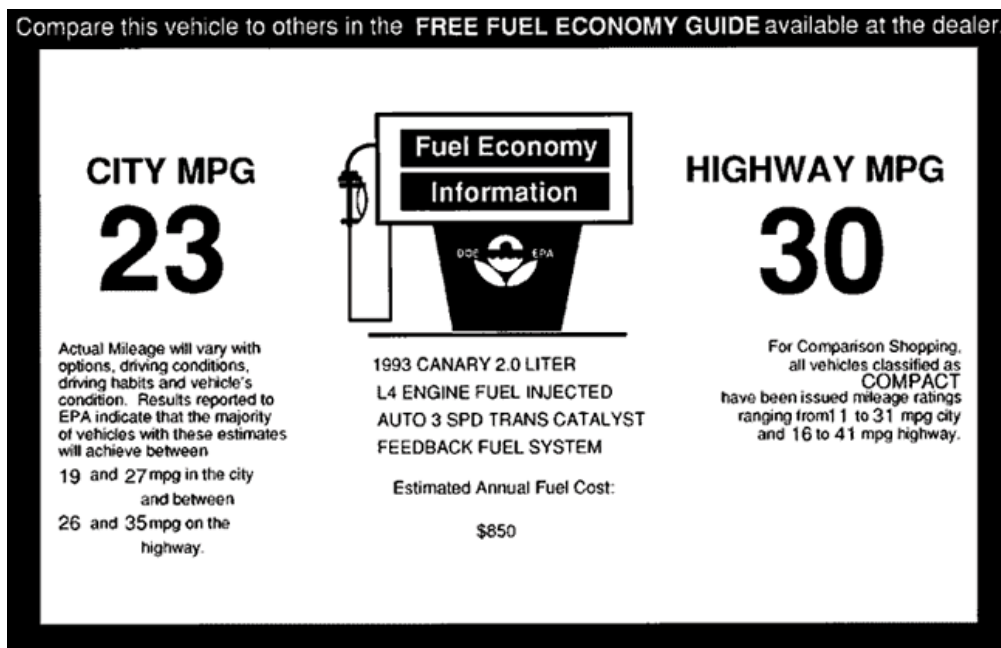 Compare this vehicle to others in the FREE FUEL ECONOMY GUIDE available at the dealer.
Fuel Economy
Information
DOE EPA
CITY MPG
23
HIGHWAY MPG
30
Actual Mileage will vary with
options, driving conditions,
driving habits and vehicle's
condition. Results reported to
EPA indicate that the majority
of vehicles with these estimates
will achieve between
19 and 27 mpg in the city
and between
26 and 35 mpg on the
highway.
1993 CANARY 2.0 LITER
L4 ENGINE FUEL INJECTED
AUTO 3 SPD TRANS CATALYST
FEEDBACK FUEL SYSTEM
Estimated Annual Fuel Cost:
$850
For Comparison Shopping,
all vehicles classified as
COMPACT
have been issued mileage ratings
ranging from 11 to 31 mpg city
and 16 to 41 mpg highway.